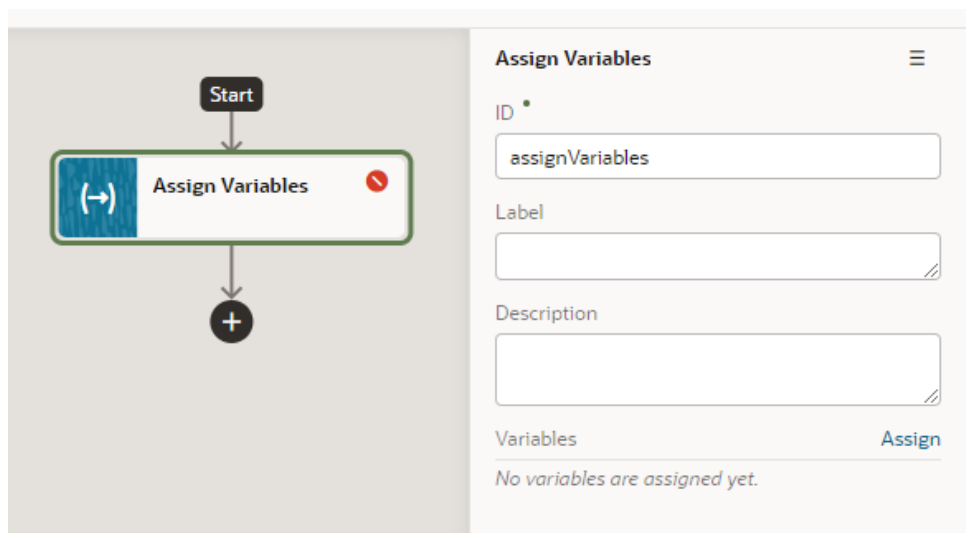 Start
Assign Variables
Assign Variables
ID
assignVariables
Label
Description
Variables Assign
No variables are assigned yet.